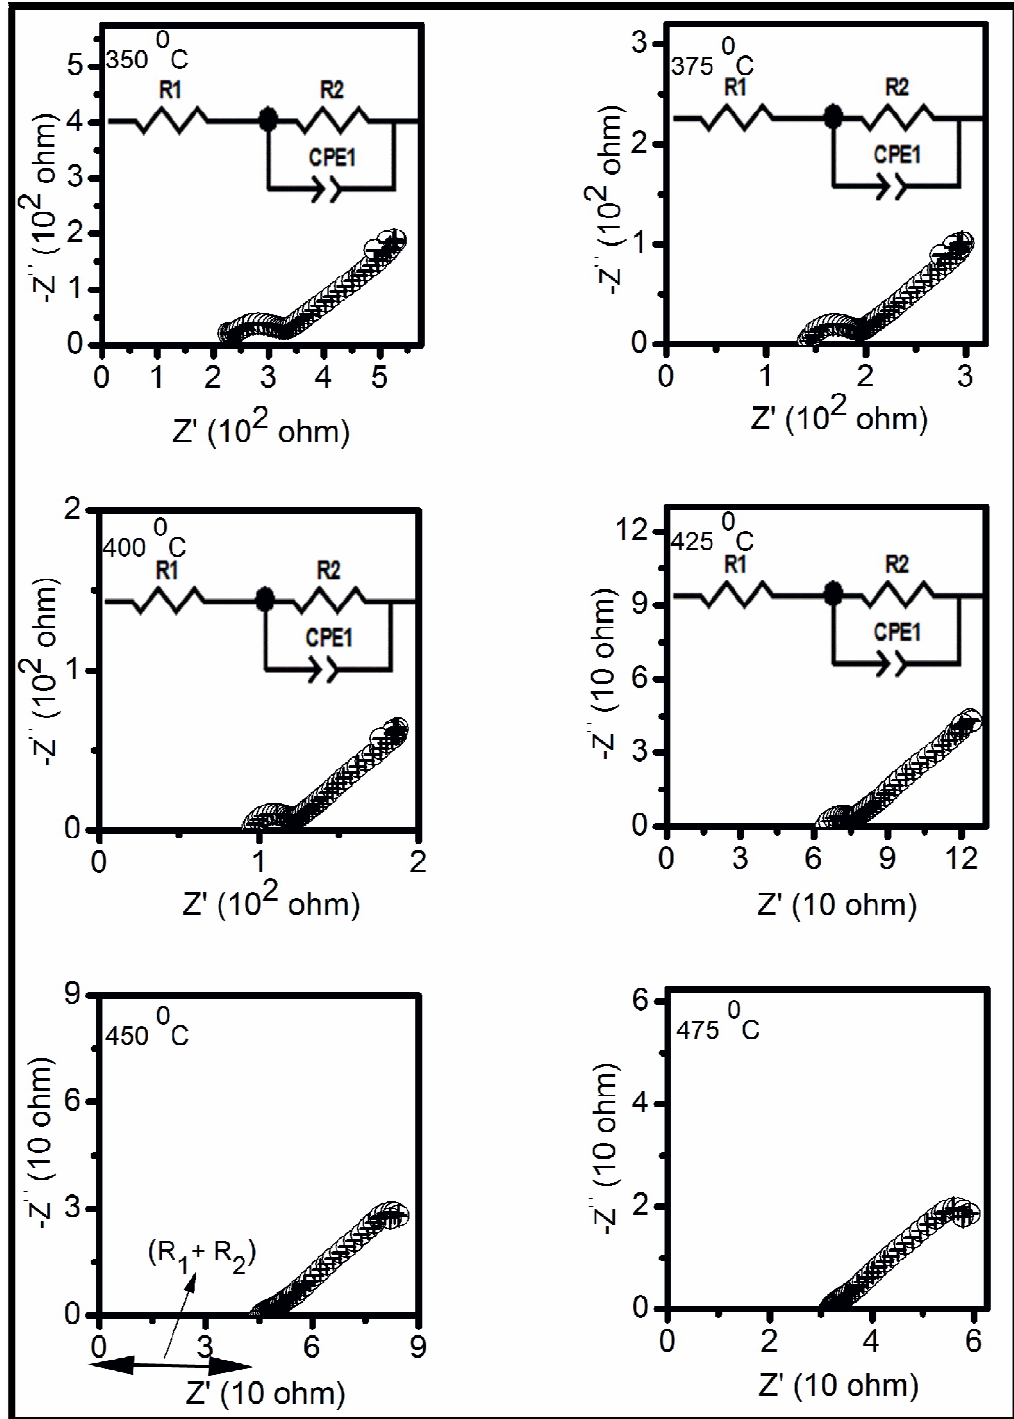 350 ⁰C
R1 R2
CPE1
5
4
3
2
1
0
-Z'' (10² ohm)
0 1 2 3 4 5
Z' (10² ohm)
375 ⁰C
R1 R2
CPE1
3
2
1
0
-Z'' (10² ohm)
0 1 2 3
Z' (10² ohm)
400 ⁰C
R1 R2
CPE1
2
1
0
-Z'' (10² ohm)
0 1 2
Z' (10² ohm)
425 ⁰C
R1 R2
CPE1
12
9
6
3
0
-Z'' (10 ohm)
0 3 6 9 12
Z' (10 ohm)
450 ⁰C
9
6
3
0
-Z'' (10 ohm)
(R₁+ R₂)
0 3 6 9
Z' (10 ohm)
475 ⁰C
6
4
2
0
-Z'' (10 ohm)
0 2 4 6
Z' (10 ohm)